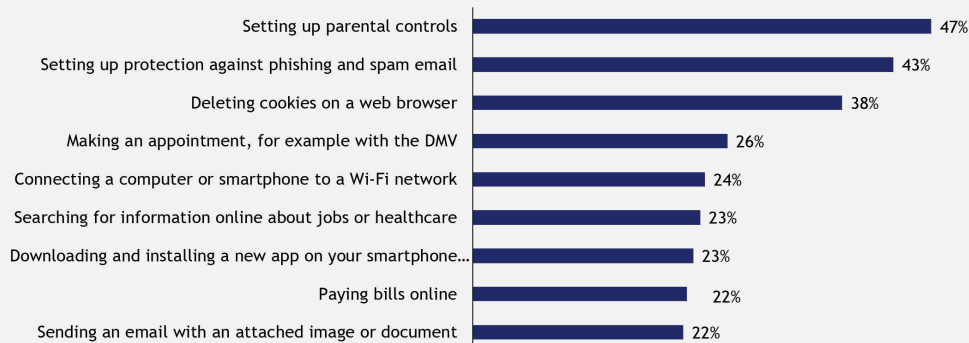 Setting up parental controls 47%
Setting up protection against phishing and spam email 43%
Deleting cookies on a web browser 38%
Making an appointment, for example with the DMV 26%
Connecting a computer or smartphone to a Wi-Fi network 24%
Searching for information online about jobs or healthcare 23%
Downloading and installing a new app on your smartphone… 23%
Paying bills online 22%
Sending an email with an attached image or document 22%